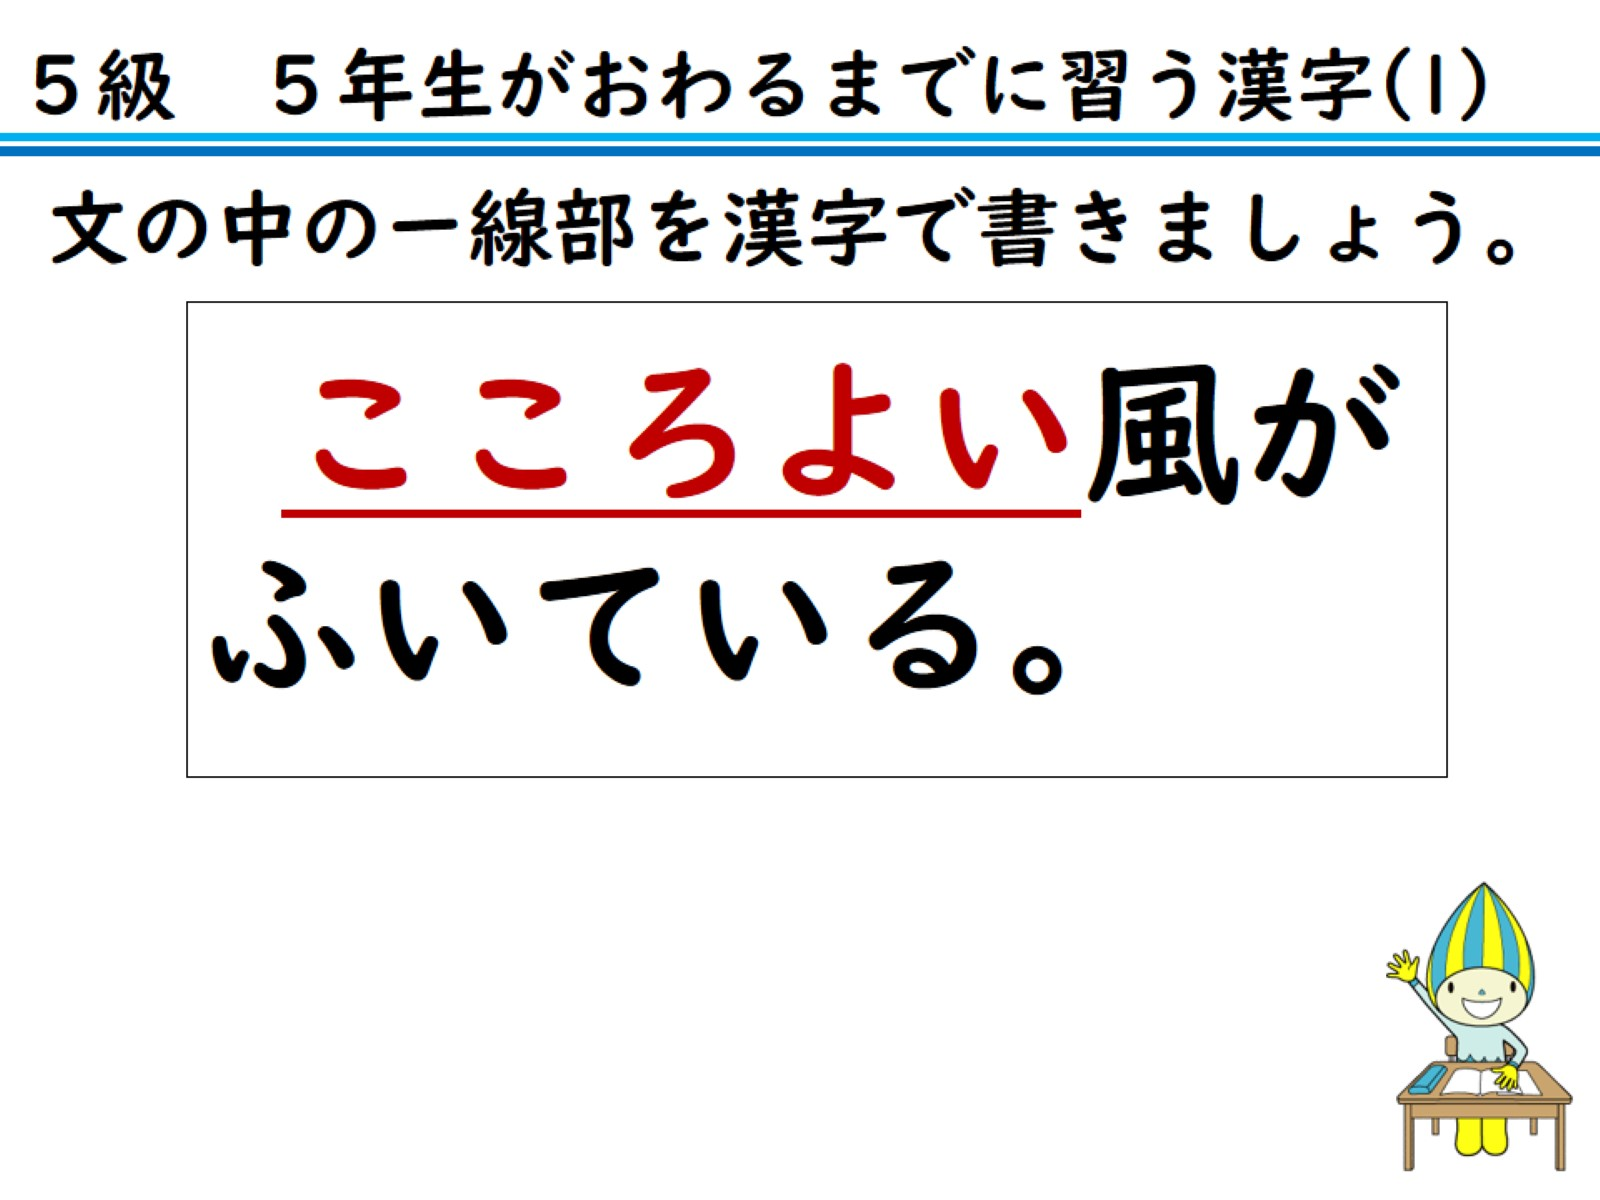 ５級　５年生がおわるまでに習う漢字(1)
文の中の一線部を漢字で書きましょう。
こころよい風が
ふいている。